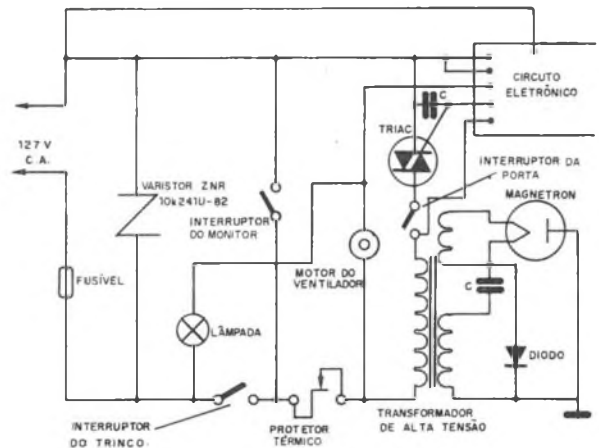 CIRCUTO
ELETRÔNICO
C
TRIAC
127 V
C.A.
INTERRUPTOR DA
PORTA
VARISTOR ZNR
10k241U-82
MAGNETRON
INTERRUPTOR
DO MONITOR
MOTOR DO
VENTILADOR
FUSÍVEL
C
LÂMPADA
DIODO
INTERRUPTOR
DO TRINCO.
PROTETOR
TÉRMICO
TRANSFORMADOR
DE ALTA TENSÃO